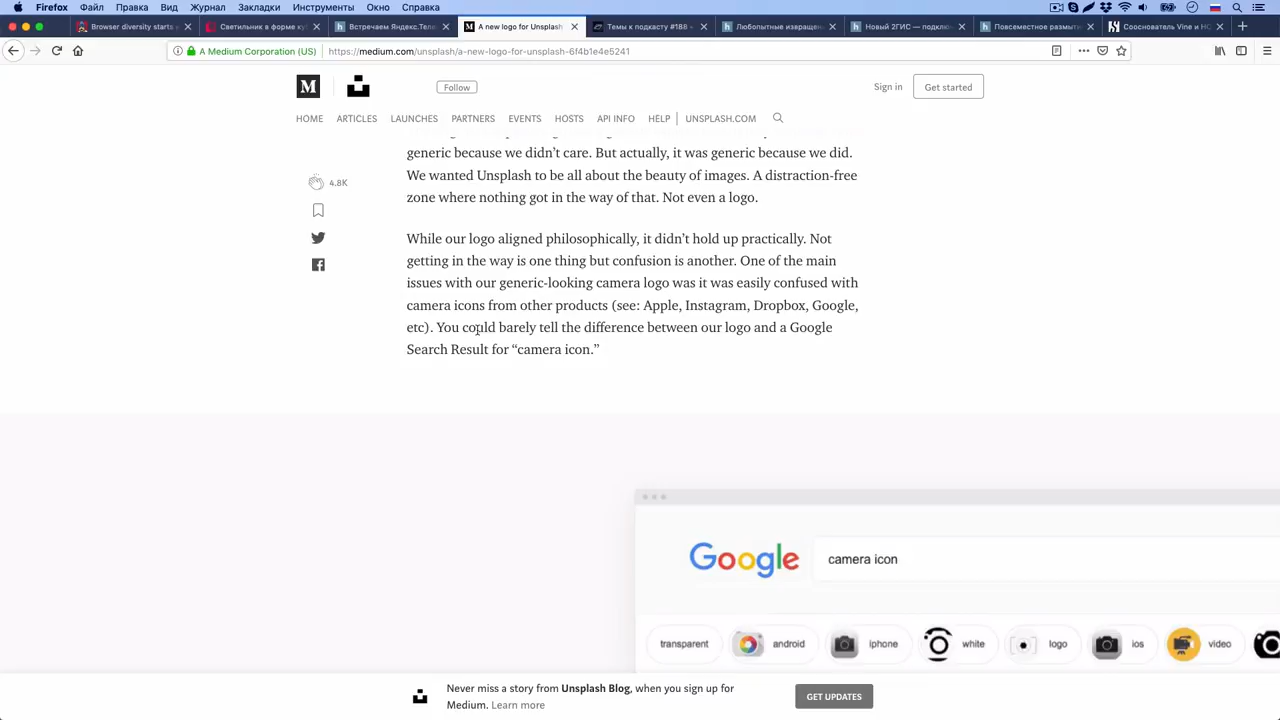 Firefox Файл Правка Вид Журнал Закладки Инструменты Окно Справка
Browser diversity starts Светильник в форме ку Встречаем Яндекс.Теле A new logo for Unsplash Темы к подкасту #188 Любопытные извращен Новый 2ГИС — подклю Повсеместное размыти Сооснователь Vine и HC
A Medium Corporation (US) https://medium.com/unsplash/a-new-logo-for-unsplash-6f4b1e4e5241
M Follow Sign in Get started
HOME ARTICLES LAUNCHES PARTNERS EVENTS HOSTS API INFO HELP UNSPLASH.COM
generic because we didn’t care. But actually, it was generic because we did.
We wanted Unsplash to be all about the beauty of images. A distraction-free
zone where nothing got in the way of that. Not even a logo.
4.8K
While our logo aligned philosophically, it didn’t hold up practically. Not
getting in the way is one thing but confusion is another. One of the main
issues with our generic-looking camera logo was it was easily confused with
camera icons from other products (see: Apple, Instagram, Dropbox, Google,
etc). You could barely tell the difference between our logo and a Google
Search Result for “camera icon.”
Google camera icon
transparent android iphone white logo ios video
Never miss a story from Unsplash Blog, when you sign up for
Medium. Learn more
GET UPDATES